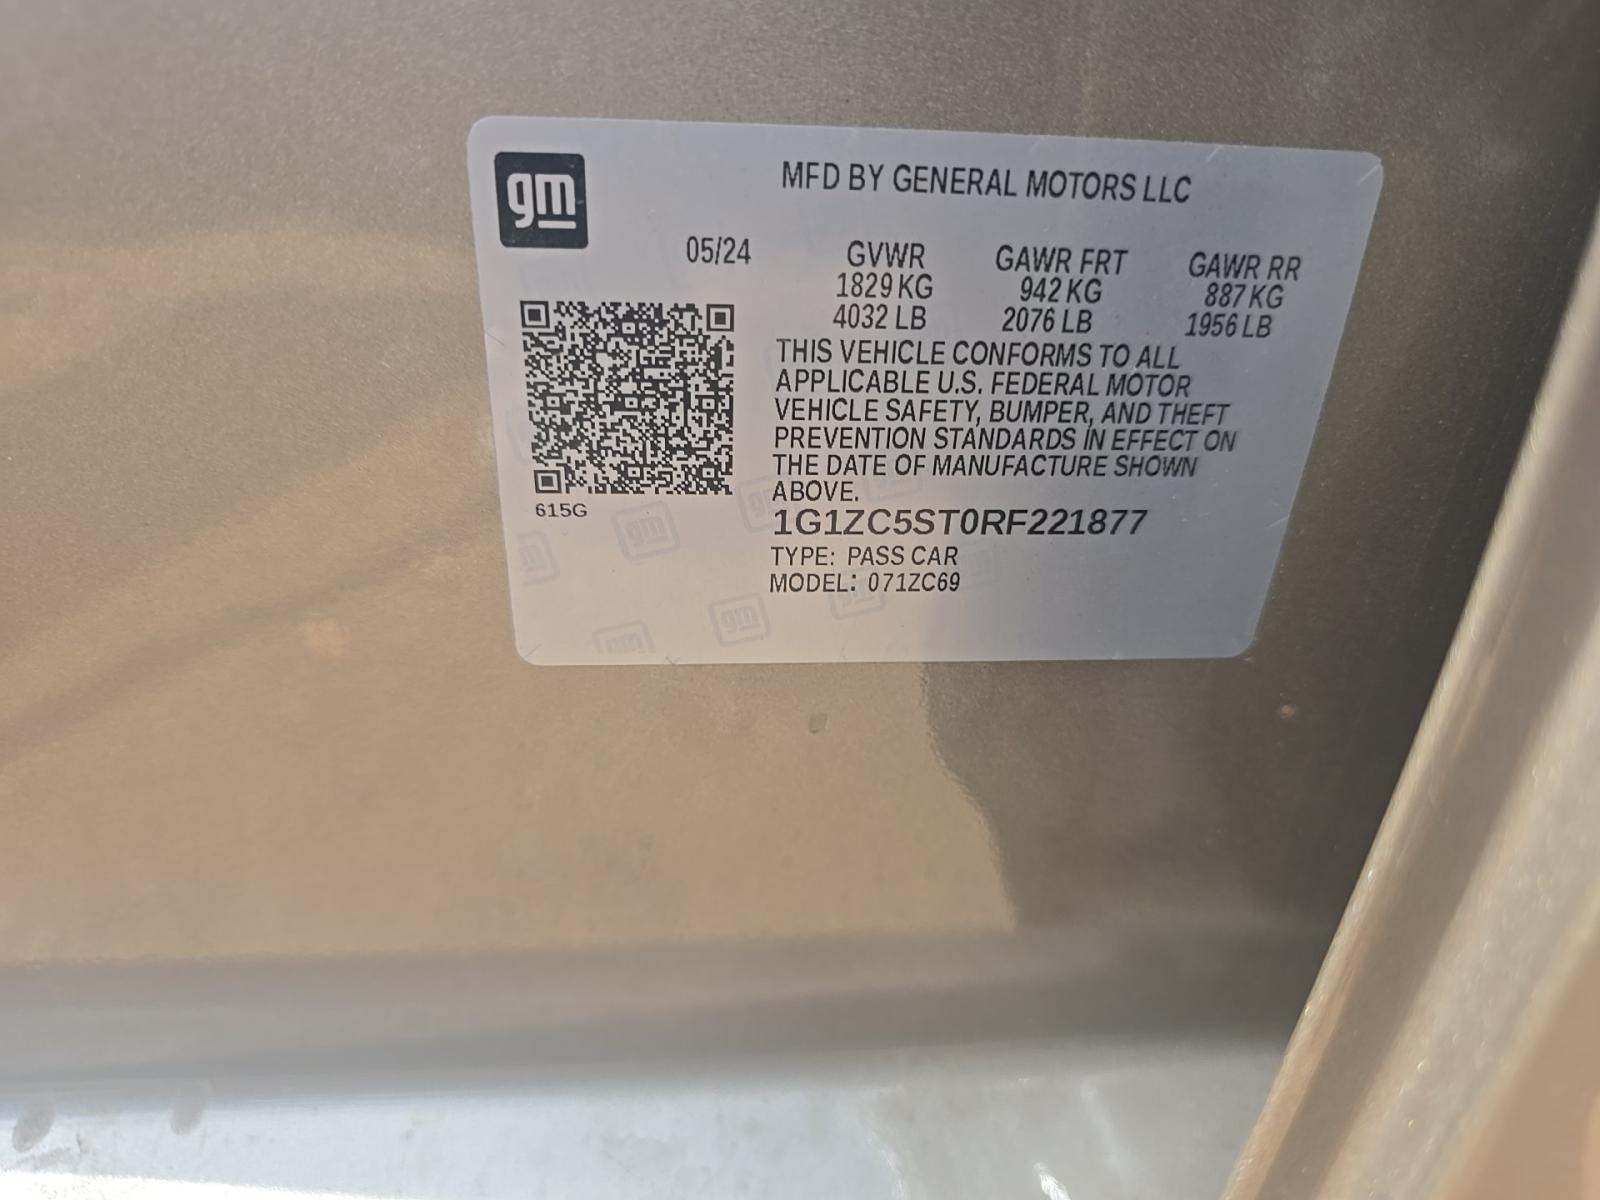 gm
MFD BY GENERAL MOTORS LLC
05/24 GVWR GAWR FRT GAWR RR
1829 KG 942 KG 887 KG
4032 LB 2076 LB 1956 LB
THIS VEHICLE CONFORMS TO ALL
APPLICABLE U.S. FEDERAL MOTOR
VEHICLE SAFETY, BUMPER, AND THEFT
PREVENTION STANDARDS IN EFFECT ON
THE DATE OF MANUFACTURE SHOWN
ABOVE.
615G
1G1ZC5ST0RF221877
TYPE: PASS CAR
MODEL: 071ZC69